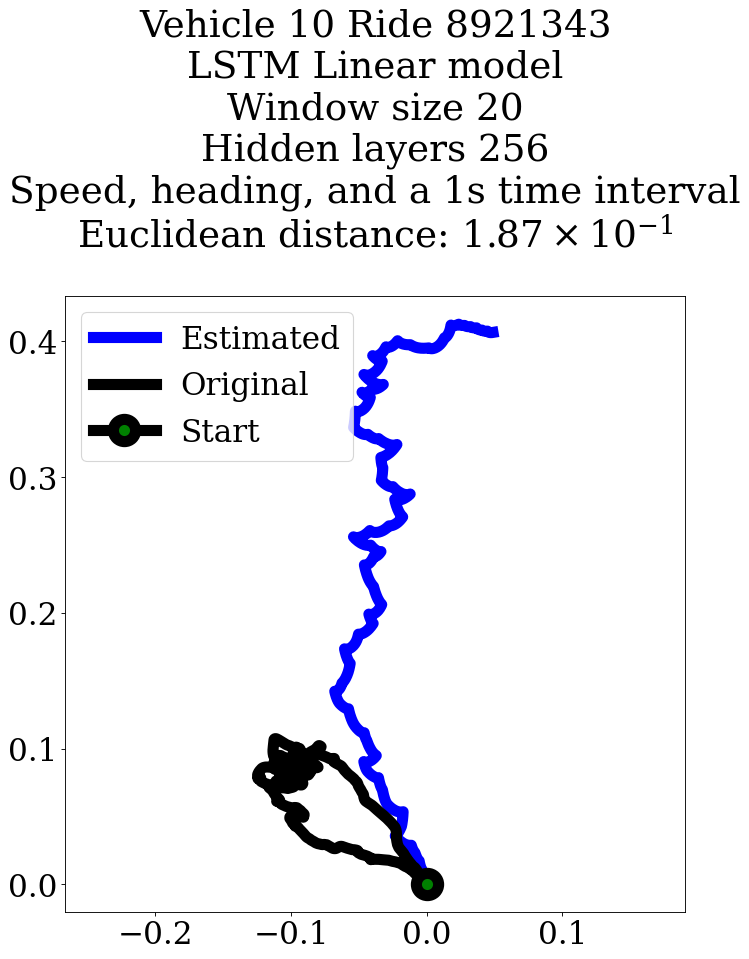 Vehicle 10 Ride 8921343
LSTM Linear model
Window size 20
Hidden layers 256
Speed, heading, and a 1s time interval
Euclidean distance: 1.87 × 10⁻¹
Estimated
Original
Start
0.4
0.3
0.2
0.1
0.0
−0.2 −0.1 0.0 0.1